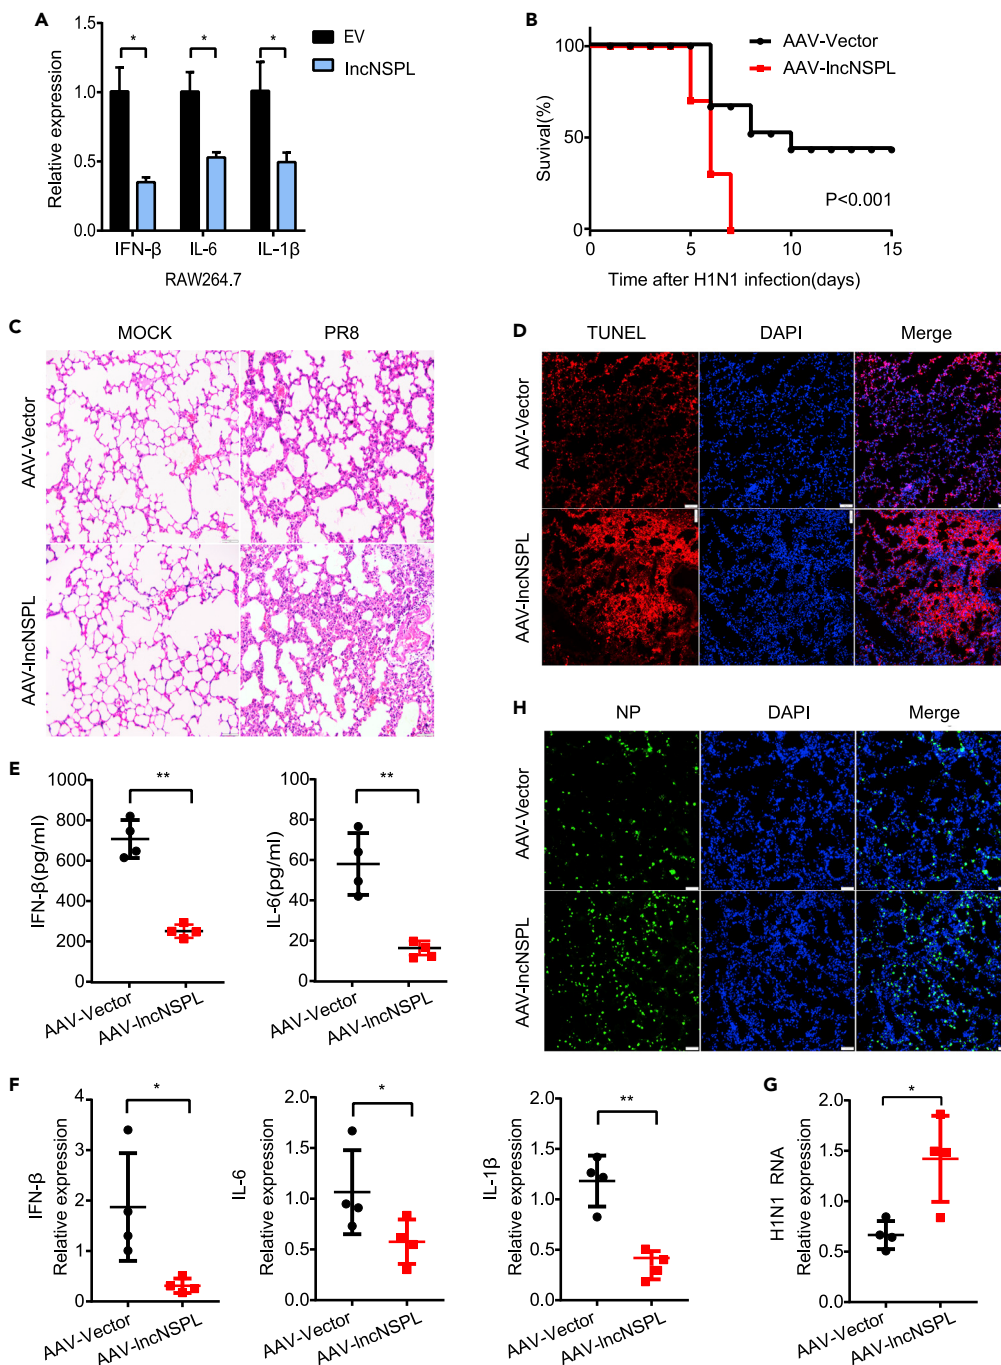 A
1.5
1.0
0.5
0.0
Relative expression
*
*
*
EV
lncNSPL
IFN-β
IL-6
IL-1β
RAW264.7
B
100
50
0
Suvival(%)
AAV-Vector
AAV-lncNSPL
P<0.001
0
5
10
15
Time after H1N1 infection(days)
C
MOCK
PR8
AAV-Vector
AAV-lncNSPL
D
TUNEL
DAPI
Merge
AAV-Vector
AAV-lncNSPL
E
1000
800
600
400
200
0
IFN-β(pg/ml)
**
AAV-Vector
AAV-lncNSPL
100
80
60
40
20
0
IL-6(pg/ml)
**
AAV-Vector
AAV-lncNSPL
H
NP
DAPI
Merge
AAV-Vector
AAV-lncNSPL
F
4
3
2
1
0
IFN-β
Relative expression
*
AAV-Vector
AAV-lncNSPL
2.0
1.5
1.0
0.5
0.0
IL-6
Relative expression
*
AAV-Vector
AAV-lncNSPL
2.0
1.5
1.0
0.5
0.0
IL-1β
Relative expression
**
AAV-Vector
AAV-lncNSPL
G
2.0
1.5
1.0
0.5
0.0
H1N1 RNA
Relative expression
*
AAV-Vector
AAV-lncNSPL